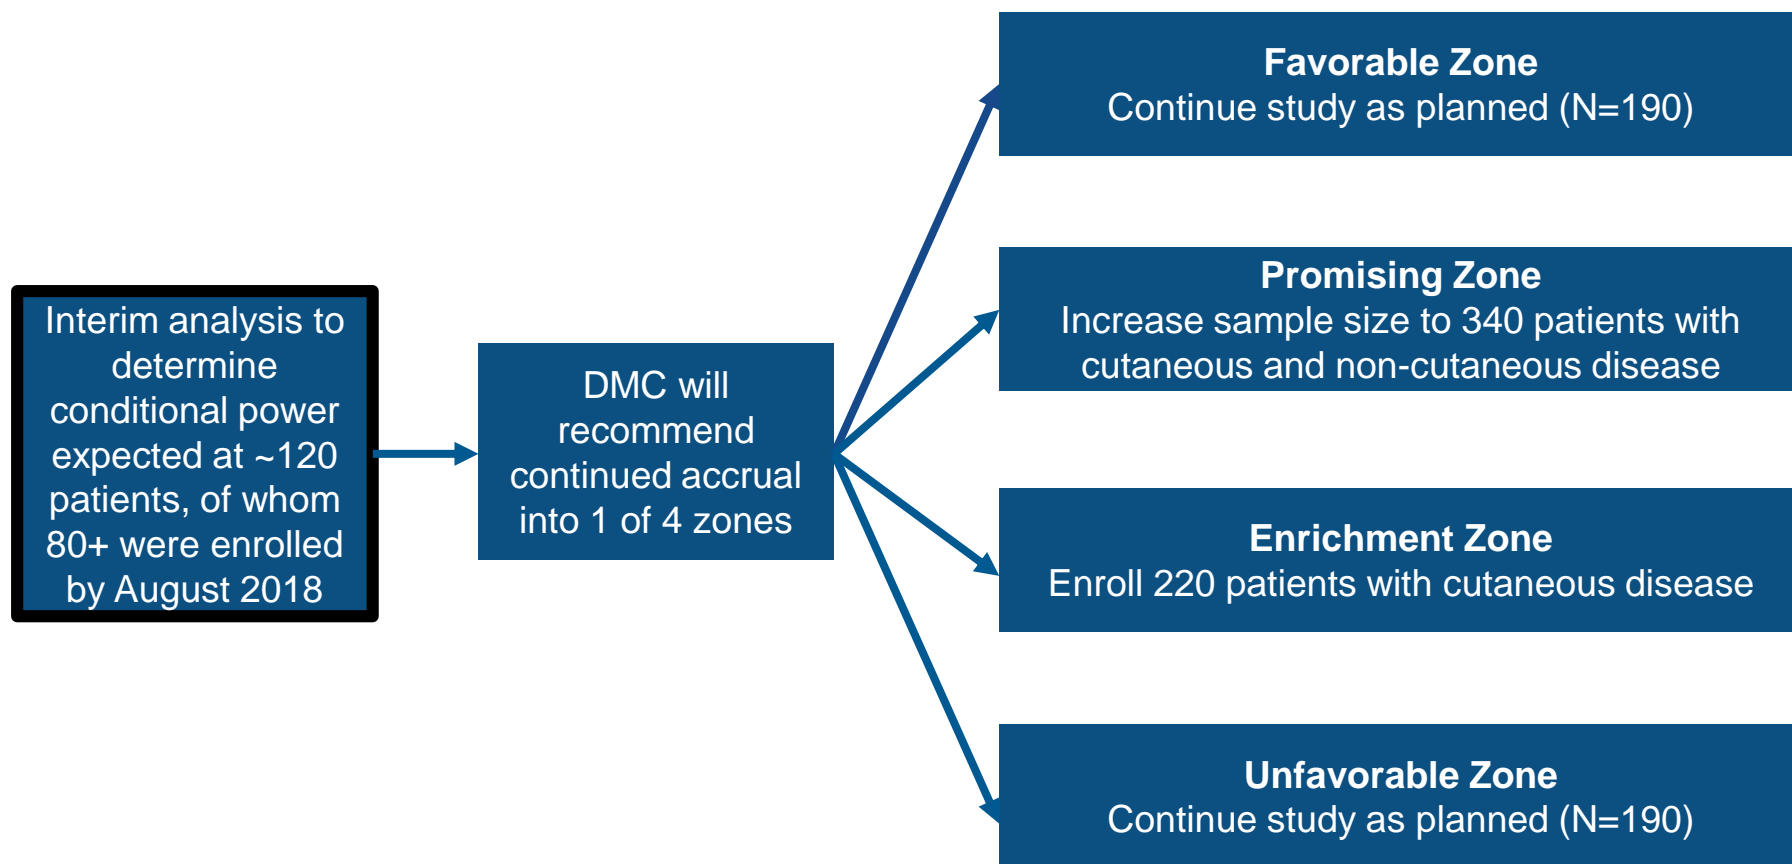 Interim analysis to
determine
conditional power
expected at ~120
patients, of whom
80+ were enrolled
by August 2018
DMC will
recommend
continued accrual
into 1 of 4 zones
Favorable Zone
Continue study as planned (N=190)
Promising Zone
Increase sample size to 340 patients with
cutaneous and non-cutaneous disease
Enrichment Zone
Enroll 220 patients with cutaneous disease
Unfavorable Zone
Continue study as planned (N=190)